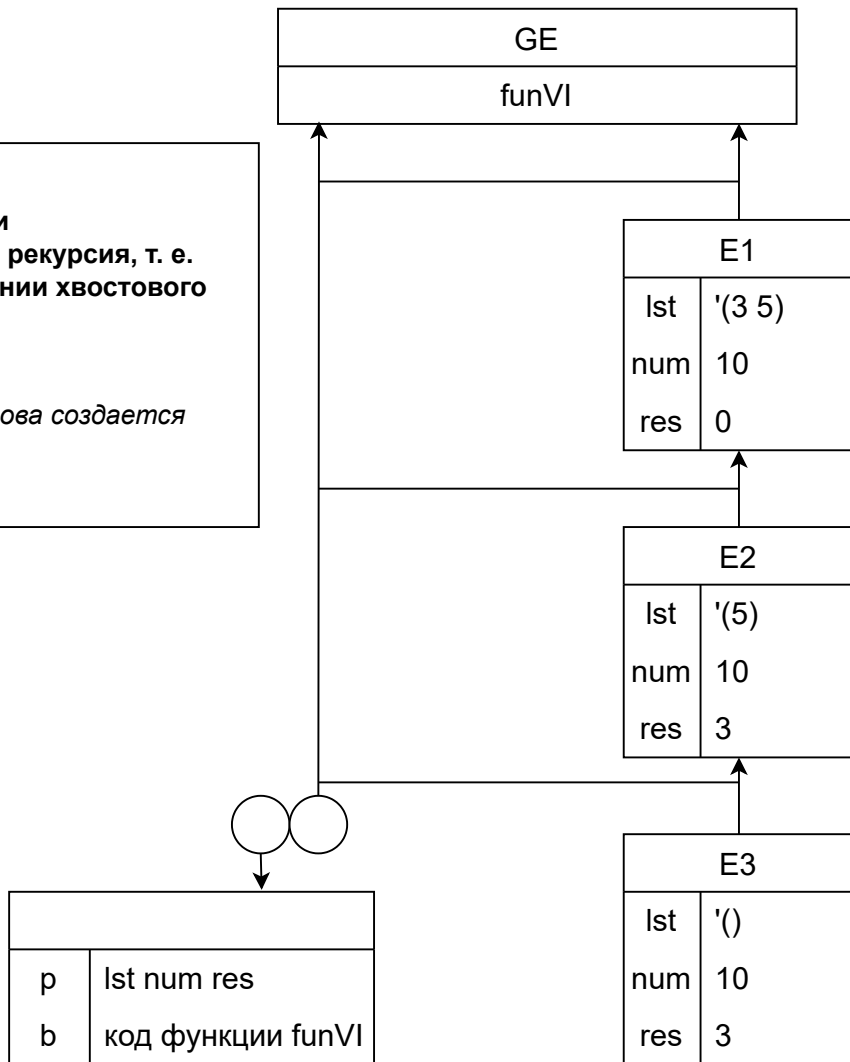 GE
funVI
и
рекурсия, т. е.
нии хвостового
ова создается
E1
lst '(3 5)
num 10
res 0
E2
lst '(5)
num 10
res 3
E3
lst '()
num 10
res 3
p lst num res
b код функции funVI